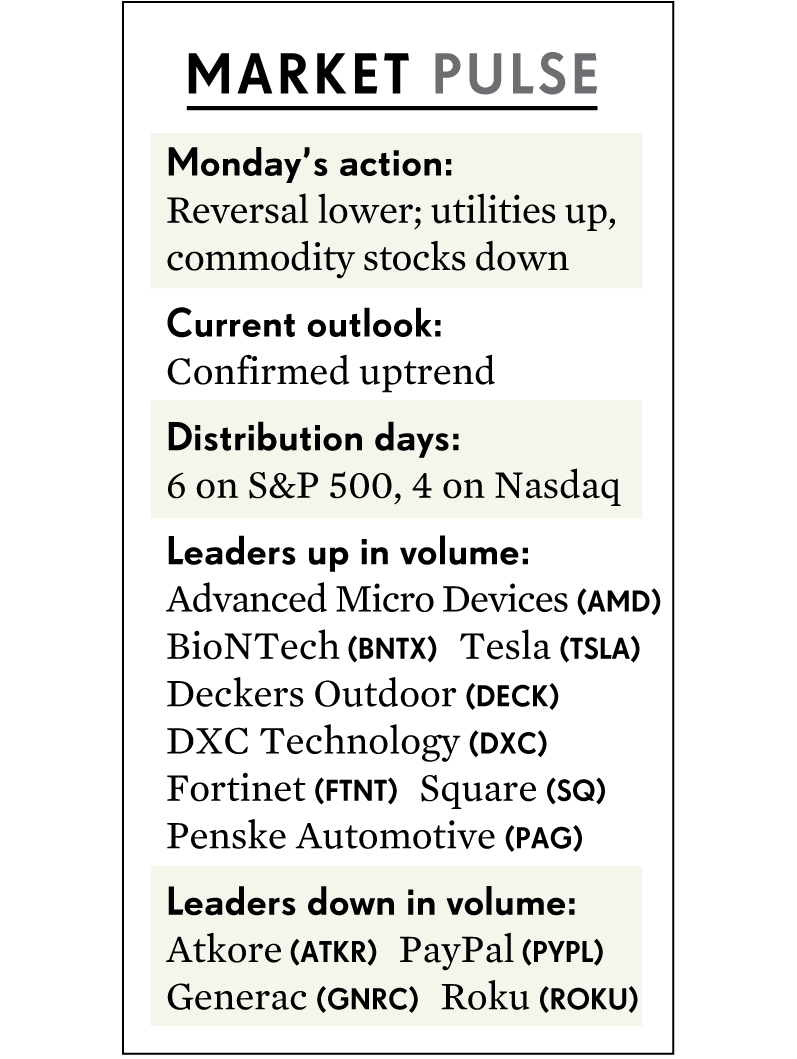 MARKET PULSE
Monday’s action:
Reversal lower; utilities up,
commodity stocks down
Current outlook:
Confirmed uptrend
Distribution days:
6 on S&P 500, 4 on Nasdaq
Leaders up in volume:
Advanced Micro Devices (AMD)
BioNTech (BNTX) Tesla (TSLA)
Deckers Outdoor (DECK)
DXC Technology (DXC)
Fortinet (FTNT) Square (SQ)
Penske Automotive (PAG)
Leaders down in volume:
Atkore (ATKR) PayPal (PYPL)
Generac (GNRC) Roku (ROKU)